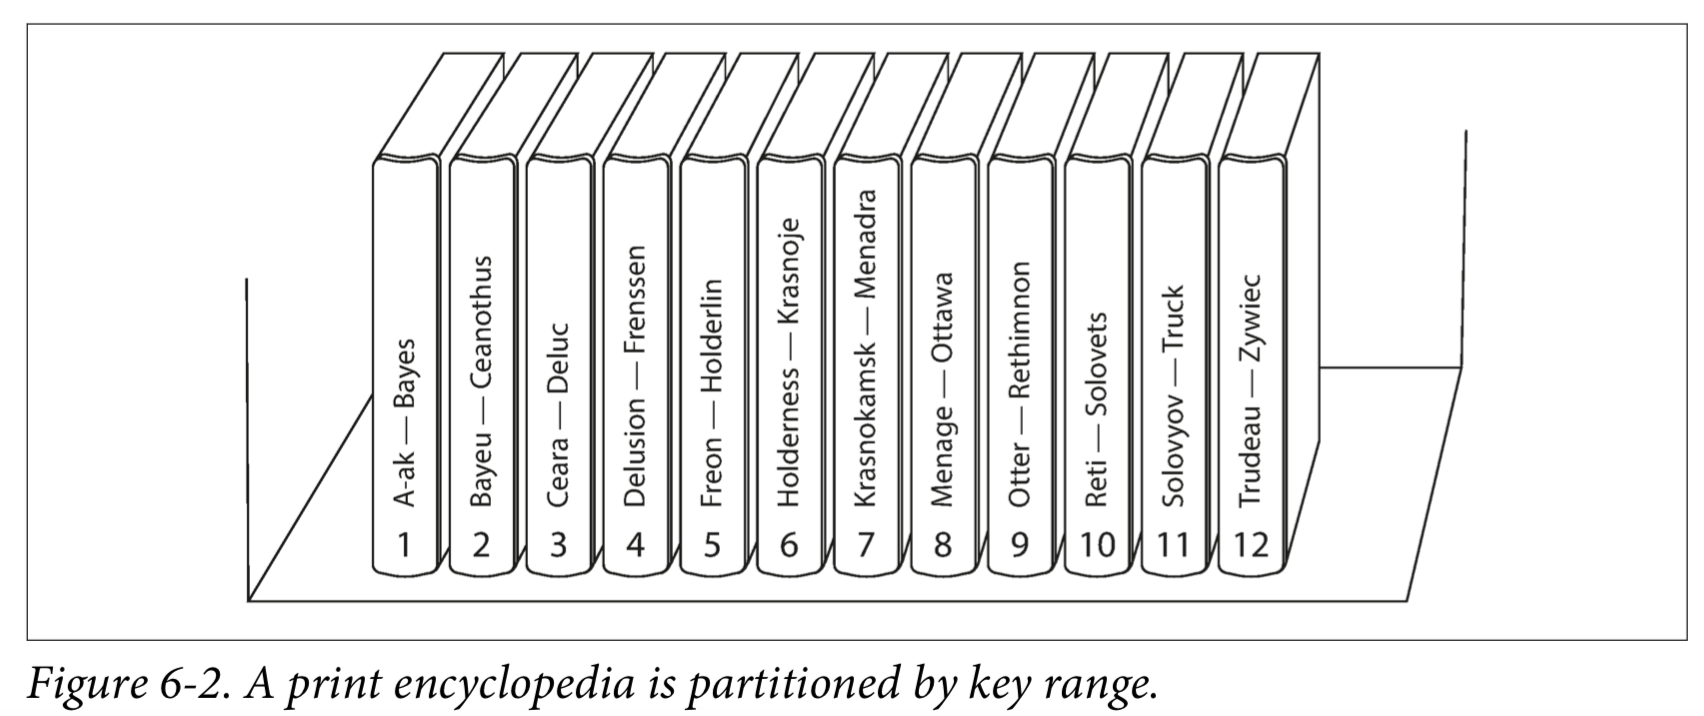 1 A-ak — Bayes
2 Bayeu — Ceanothus
3 Ceara — Deluc
4 Delusion — Frenssen
5 Freon — Holderlin
6 Holderness — Krasnoje
7 Krasnokamsk — Menadra
8 Menage — Ottawa
9 Otter — Rethimnon
10 Reti — Solovets
11 Solovyov — Truck
12 Trudeau — Zywiec
Figure 6-2. A print encyclopedia is partitioned by key range.